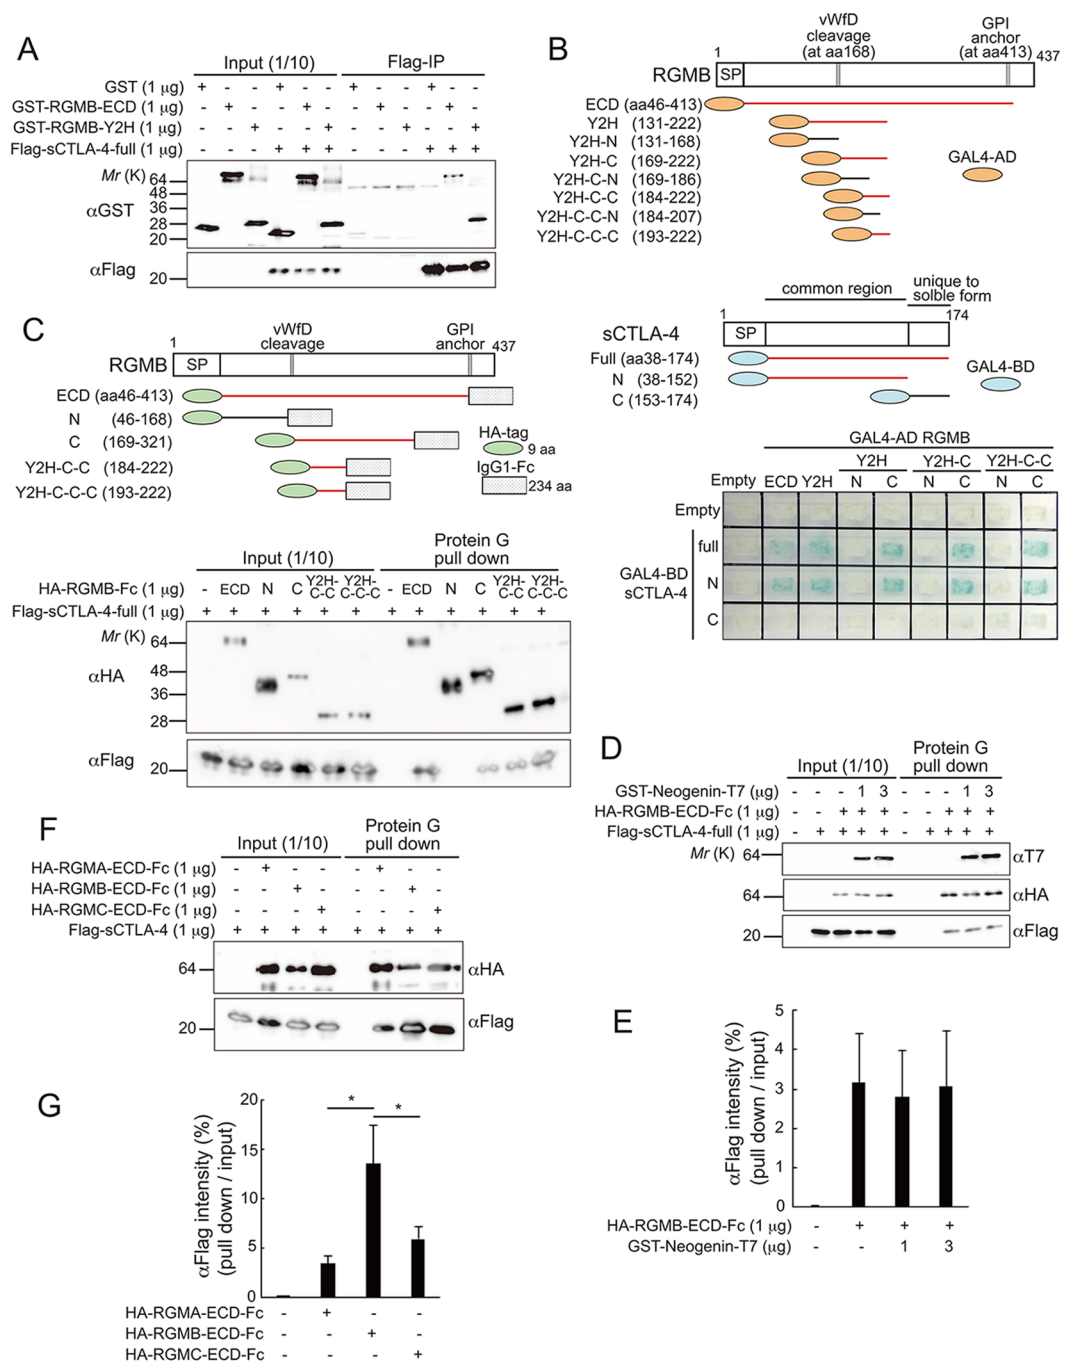 A
Input (1/10) Flag-IP
GST (1 μg) + - - + - - + - - + - -
GST-RGMB-ECD (1 μg) - + - - + - - + - - + -
GST-RGMB-Y2H (1 μg) - - + - - + - - + - - +
Flag-sCTLA-4-full (1 μg) - - - + + + - - - + + +
Mr (K)
64
48
36
28
20
αGST
αFlag
20
B
vWfD cleavage (at aa168)
GPI anchor (at aa413)
1
437
RGMB SP
ECD (aa46-413)
Y2H (131-222)
Y2H-N (131-168)
Y2H-C (169-222)
Y2H-C-N (169-186)
Y2H-C-C (184-222)
Y2H-C-C-N (184-207)
Y2H-C-C-C (193-222)
GAL4-AD
common region
unique to solble form
1
174
sCTLA-4 SP
Full (aa38-174)
N (38-152)
C (153-174)
GAL4-BD
GAL4-AD RGMB
Y2H Y2H-C Y2H-C-C
Empty ECD Y2H N C N C N C
Empty
full
N
C
GAL4-BD sCTLA-4
C
1
vWfD cleavage
GPI anchor
437
RGMB SP
ECD (aa46-413)
N (46-168)
C (169-321)
Y2H-C-C (184-222)
Y2H-C-C-C (193-222)
HA-tag
9 aa
IgG1-Fc
234 aa
Input (1/10)
Protein G pull down
HA-RGMB-Fc (1 μg) - ECD N C Y2H-C-C Y2H-C-C-C - ECD N C Y2H-C-C Y2H-C-C-C
Flag-sCTLA-4-full (1 μg) + + + + + + + + + + + +
Mr (K)
64
48
36
28
αHA
αFlag
20
D
Input (1/10)
Protein G pull down
GST-Neogenin-T7 (μg) - - - 1 3 - - - 1 3
HA-RGMB-ECD-Fc (1 μg) - - + + + - - + + +
Flag-sCTLA-4-full (1 μg) - + + + + - + + + +
Mr (K) 64 αT7
64 αHA
20 αFlag
F
Input (1/10)
Protein G pull down
HA-RGMA-ECD-Fc (1 μg) - + - - - + - -
HA-RGMB-ECD-Fc (1 μg) - - + - - - + -
HA-RGMC-ECD-Fc (1 μg) - - - + - - - +
Flag-sCTLA-4 (1 μg) + + + + + + + +
64 αHA
20 αFlag
E
αFlag intensity (%)
(pull down / input)
5
4
3
2
1
0
HA-RGMB-ECD-Fc (1 μg) - + + +
GST-Neogenin-T7 (μg) - - 1 3
G
αFlag intensity (%)
(pull down / input)
20
15
10
5
0
* *
HA-RGMA-ECD-Fc - + - -
HA-RGMB-ECD-Fc - - + -
HA-RGMC-ECD-Fc - - - +